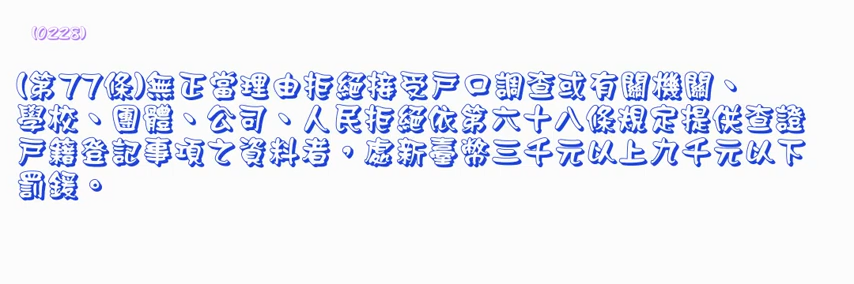 (0228)
(第77條)無正當理由拒絕接受戶口調查或有關機關、
學校、團體、公司、人民拒絕依第六十八條規定提供查證
戶籍登記事項之資料者，處新臺幣三千元以上九千元以下
罰鍰。